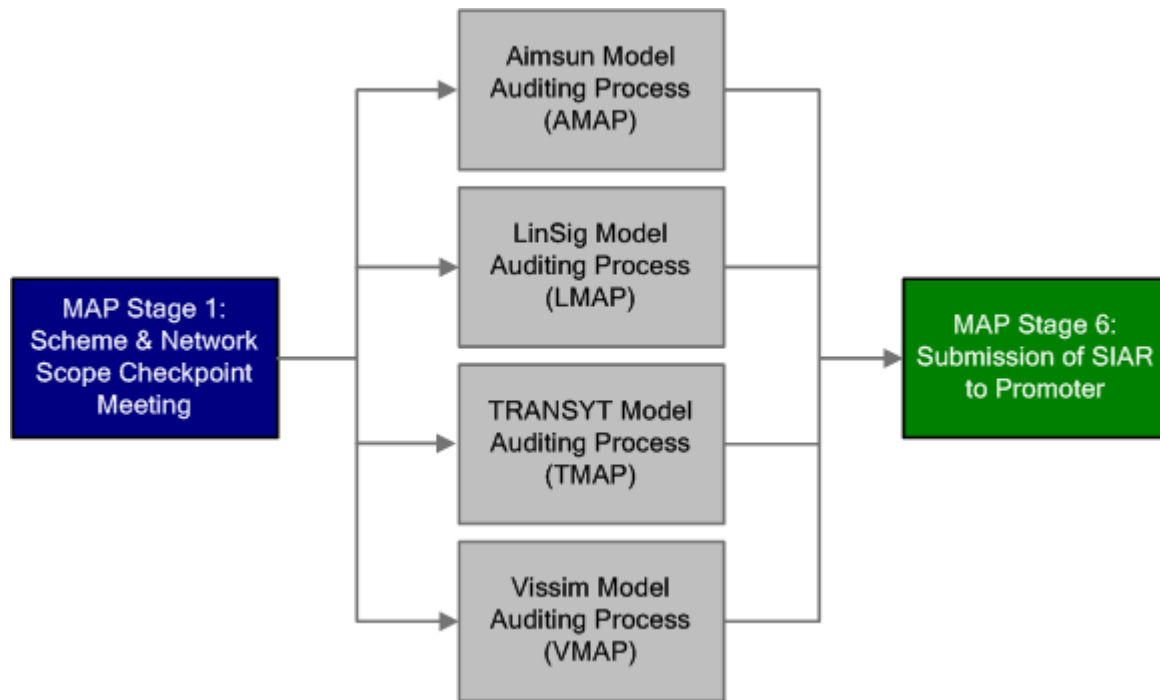 Aimsun Model
Auditing Process
(AMAP)
LinSig Model
Auditing Process
(LMAP)
MAP Stage 1:
Scheme & Network
Scope Checkpoint
Meeting
MAP Stage 6:
Submission of SIAR
to Promoter
TRANSYT Model
Auditing Process
(TMAP)
Vissim Model
Auditing Process
(VMAP)